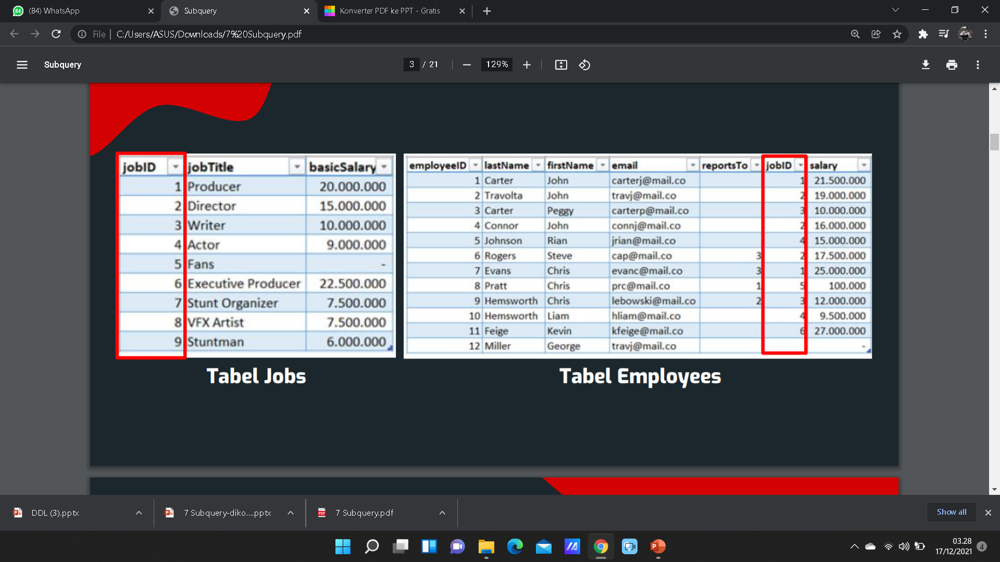 (84) WhatsApp
Subquery
Konverter PDF ke PPT - Gratis
File | C:/Users/ASUS/Downloads/7%20Subquery.pdf
Subquery
3 / 21
129%
jobID jobTitle basicSalary
1 Producer 20.000.000
2 Director 15.000.000
3 Writer 10.000.000
4 Actor 9.000.000
5 Fans -
6 Executive Producer 22.500.000
7 Stunt Organizer 7.500.000
8 VFX Artist 7.500.000
9 Stuntman 6.000.000
Tabel Jobs
employeeID lastName firstName email reportsTo jobID salary
1 Carter John carterj@mail.co 1 21.500.000
2 Travolta John travj@mail.co 2 19.000.000
3 Carter Peggy carterp@mail.co 3 10.000.000
4 Connor John connj@mail.co 2 16.000.000
5 Johnson Rian jrian@mail.co 4 15.000.000
6 Rogers Steve cap@mail.co 3 2 17.500.000
7 Evans Chris evanc@mail.co 3 1 25.000.000
8 Pratt Chris prc@mail.co 1 5 100.000
9 Hemsworth Chris lebowski@mail.co 2 3 12.000.000
10 Hemsworth Liam hliam@mail.co 4 9.500.000
11 Feige Kevin kfeige@mail.co 6 27.000.000
12 Miller George travj@mail.co -
Tabel Employees
DDL (3).pptx
7 Subquery-diko....pptx
7 Subquery.pdf
Show all
03.28
17/12/2021
4